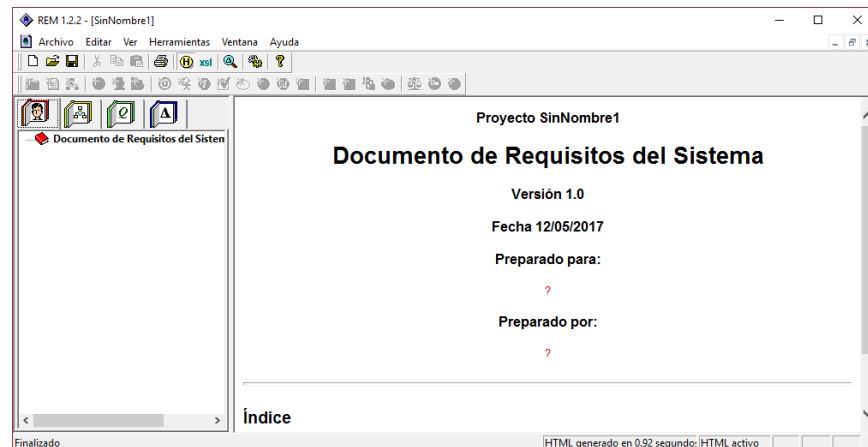 REM 1.2.2 - [SinNombre1]
Archivo Editar Ver Herramientas Ventana Ayuda
H xsl ?
Q A
Documento de Requisitos del Sisten
Proyecto SinNombre1
Documento de Requisitos del Sistema
Versión 1.0
Fecha 12/05/2017
Preparado para:
?
Preparado por:
?
Índice
Finalizado
HTML generado en 0.92 segundo: HTML activo